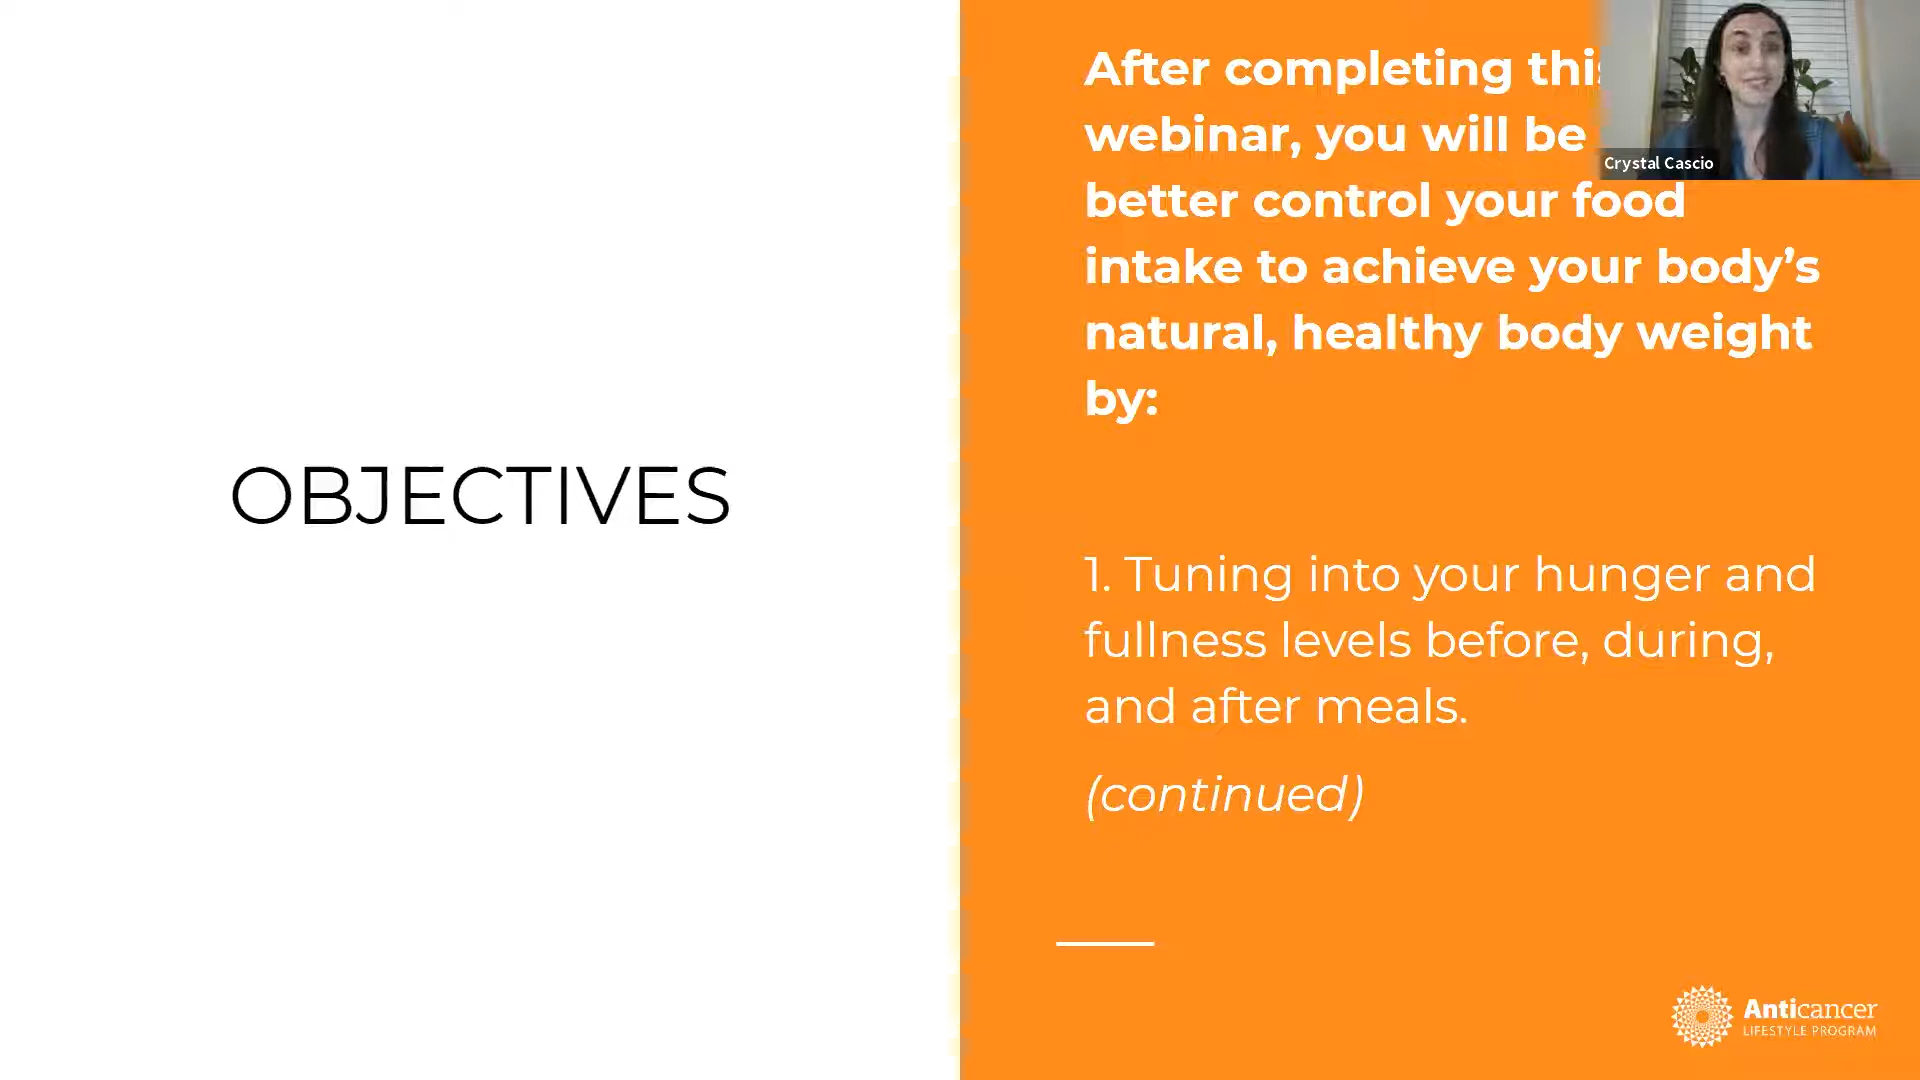 OBJECTIVES
After completing this
webinar, you will be
better control your food
intake to achieve your body’s
natural, healthy body weight
by:
1. Tuning into your hunger and
fullness levels before, during,
and after meals.
(continued)
Crystal Cascio
Anticancer
LIFESTYLE PROGRAM